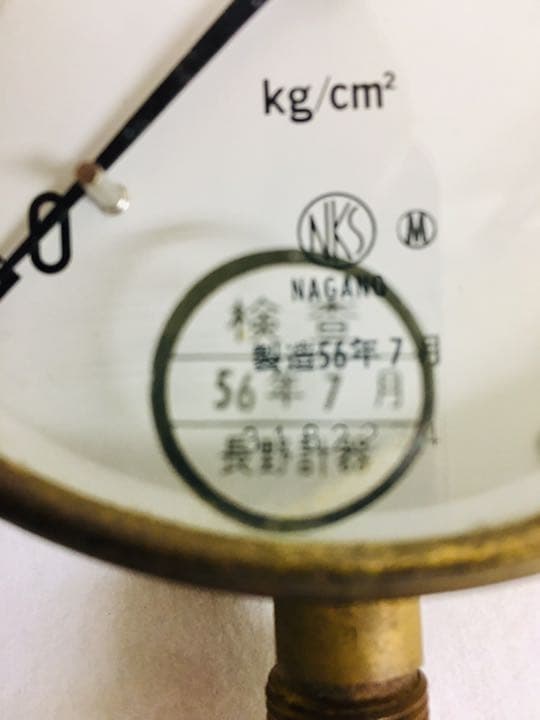 kg/cm²
0
NKS
M
NAGANO
検 査
製造56年7月
56年 7 月
長野計器